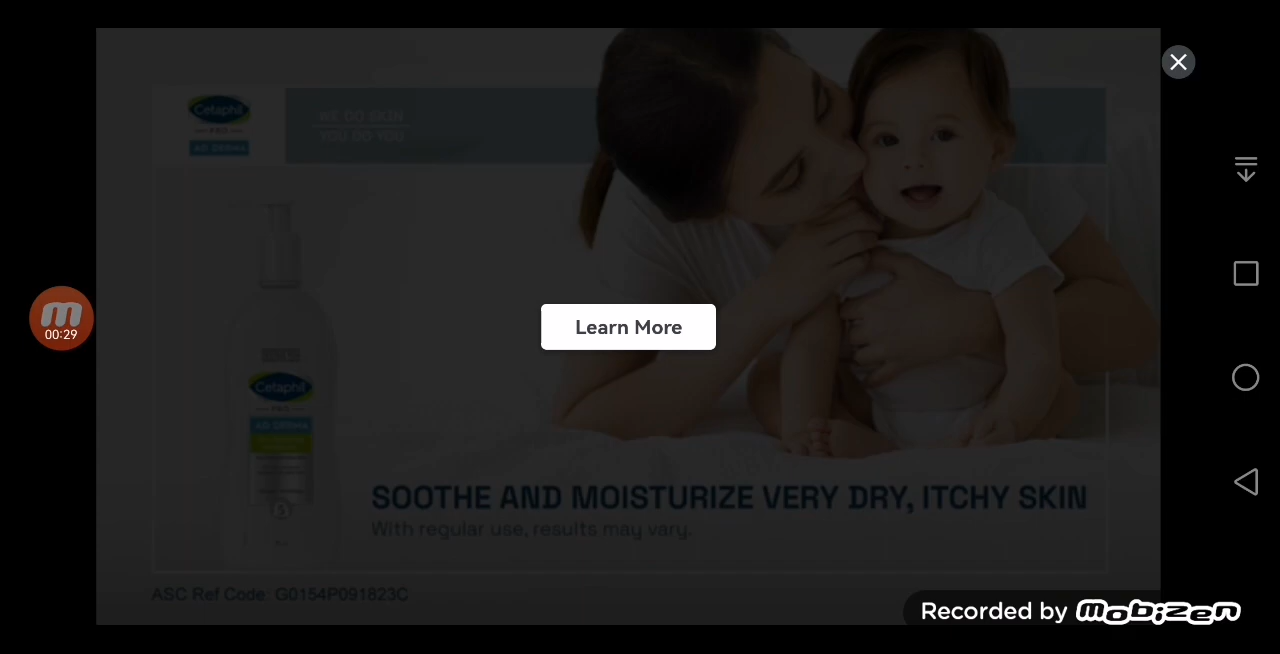 Cetaphil
PRO
AD DERMA
WE DO SKIN
YOU DO YOU
00:29
Learn More
Cetaphil
PRO
AD DERMA
SOOTHE AND MOISTURIZE VERY DRY, ITCHY SKIN
With regular use, results may vary.
ASC Ref Code: G0154P091823C
Recorded by mobizen